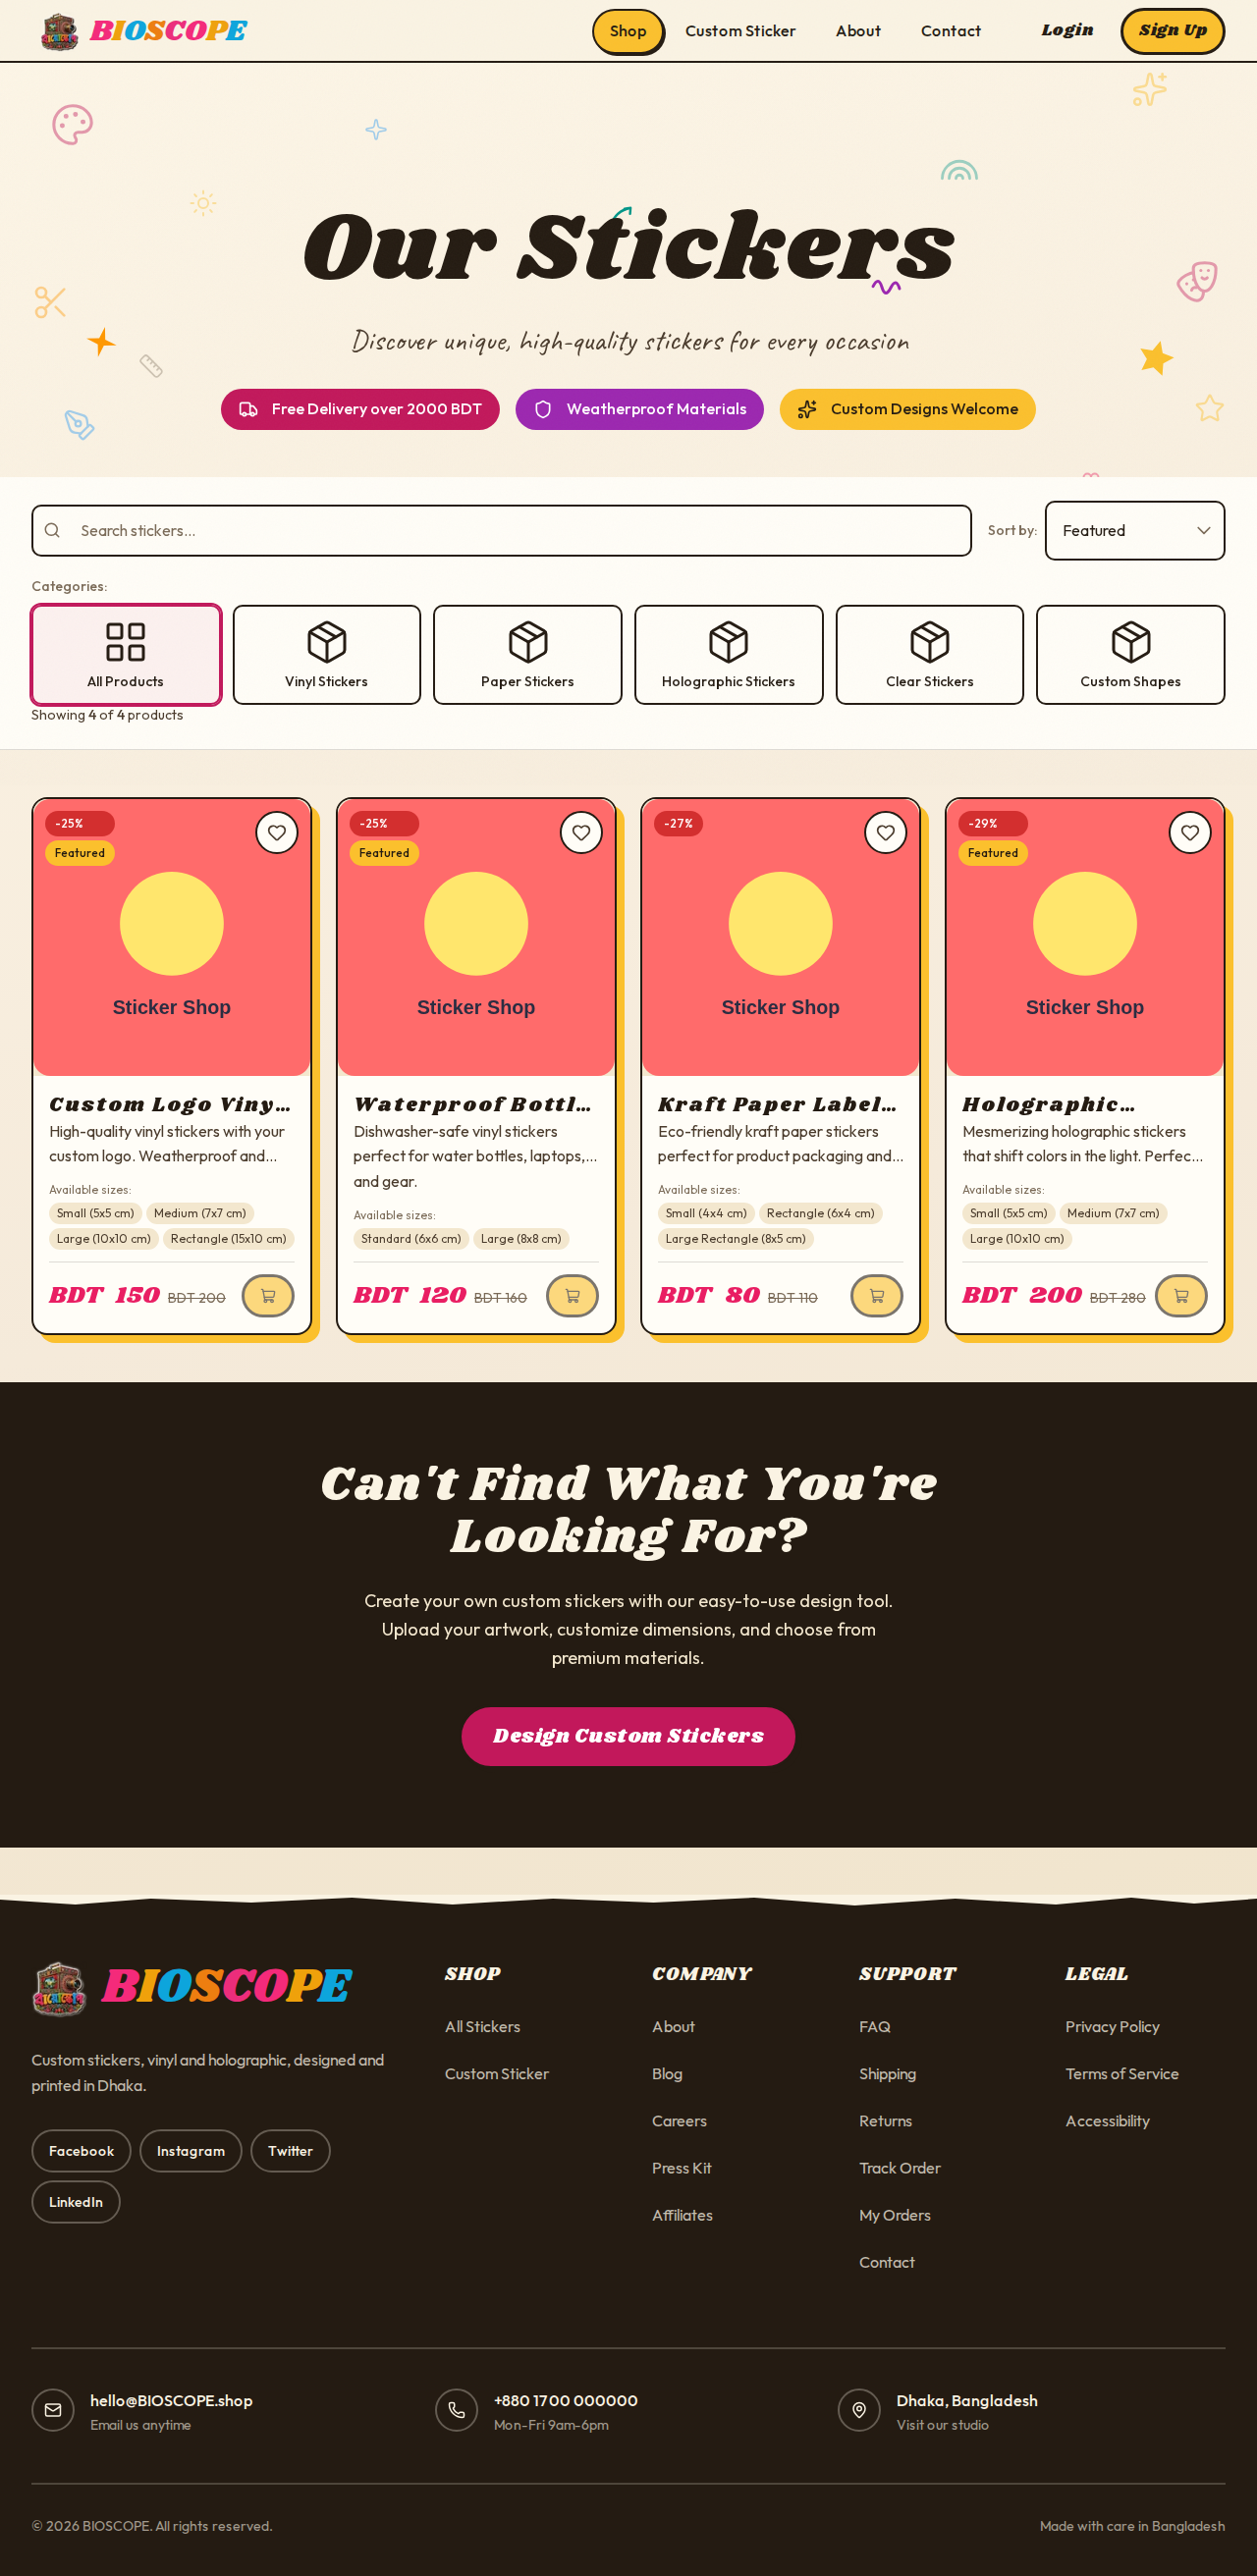 BIOSCOPE
Shop
Custom Sticker
About
Contact
Login
Sign Up
Our Stickers
Discover unique, high-quality stickers for every occasion
Free Delivery over 2000 BDT
Weatherproof Materials
Custom Designs Welcome
Search stickers...
Sort by:
Featured
Categories:
All Products
Vinyl Stickers
Paper Stickers
Holographic Stickers
Clear Stickers
Custom Shapes
Showing 4 of 4 products
-25%
Featured
Sticker Shop
Custom Logo Viny...
High-quality vinyl stickers with your
custom logo. Weatherproof and...
Available sizes:
Small (5x5 cm) Medium (7x7 cm)
Large (10x10 cm) Rectangle (15x10 cm)
BDT 150 BDT 200
-25%
Featured
Sticker Shop
Waterproof Bottl...
Dishwasher-safe vinyl stickers
perfect for water bottles, laptops,...
and gear.
Available sizes:
Standard (6x6 cm) Large (8x8 cm)
BDT 120 BDT 160
-27%
Sticker Shop
Kraft Paper Label...
Eco-friendly kraft paper stickers
perfect for product packaging and...
Available sizes:
Small (4x4 cm) Rectangle (6x4 cm)
Large Rectangle (8x5 cm)
BDT 80 BDT 110
-29%
Featured
Sticker Shop
Holographic...
Mesmerizing holographic stickers
that shift colors in the light. Perfec...
Available sizes:
Small (5x5 cm) Medium (7x7 cm)
Large (10x10 cm)
BDT 200 BDT 280
Can't Find What You're
Looking For?
Create your own custom stickers with our easy-to-use design tool.
Upload your artwork, customize dimensions, and choose from
premium materials.
Design Custom Stickers
BIOSCOPE
Custom stickers, vinyl and holographic, designed and
printed in Dhaka.
Facebook
Instagram
Twitter
LinkedIn
SHOP
All Stickers
Custom Sticker
COMPANY
About
Blog
Careers
Press Kit
Affiliates
SUPPORT
FAQ
Shipping
Returns
Track Order
My Orders
Contact
LEGAL
Privacy Policy
Terms of Service
Accessibility
hello@BIOSCOPE.shop
Email us anytime
+880 1700 000000
Mon-Fri 9am-6pm
Dhaka, Bangladesh
Visit our studio
© 2026 BIOSCOPE. All rights reserved.
Made with care in Bangladesh